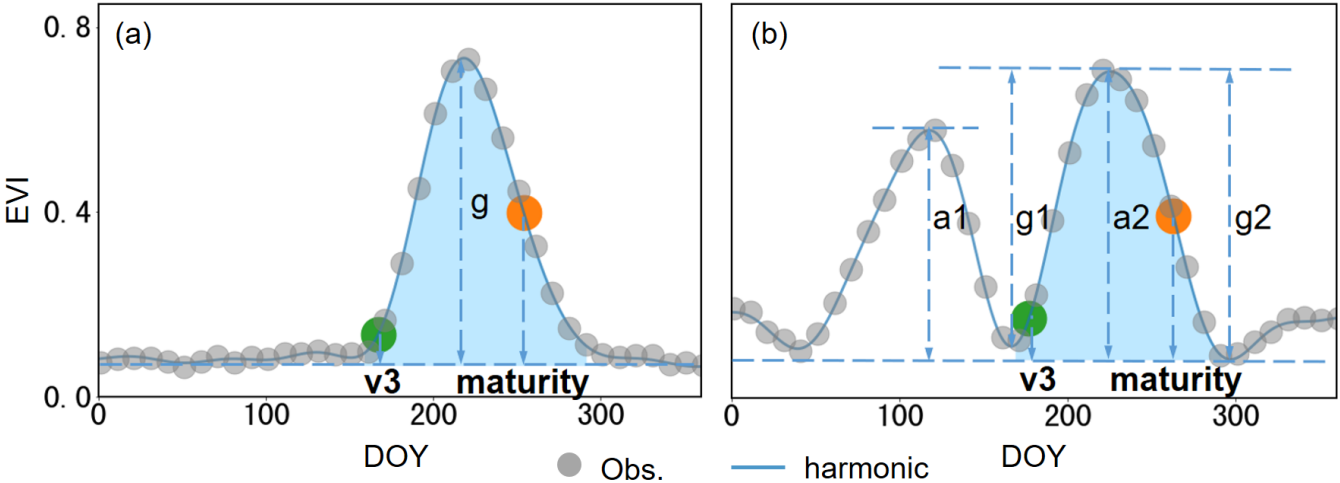 (a)
(b)
0.8
0.4
0.0
EVI
g
v3
maturity
0
100
200
300
DOY
a1
g1
a2
g2
v3
maturity
0
100
200
300
DOY
Obs.
harmonic